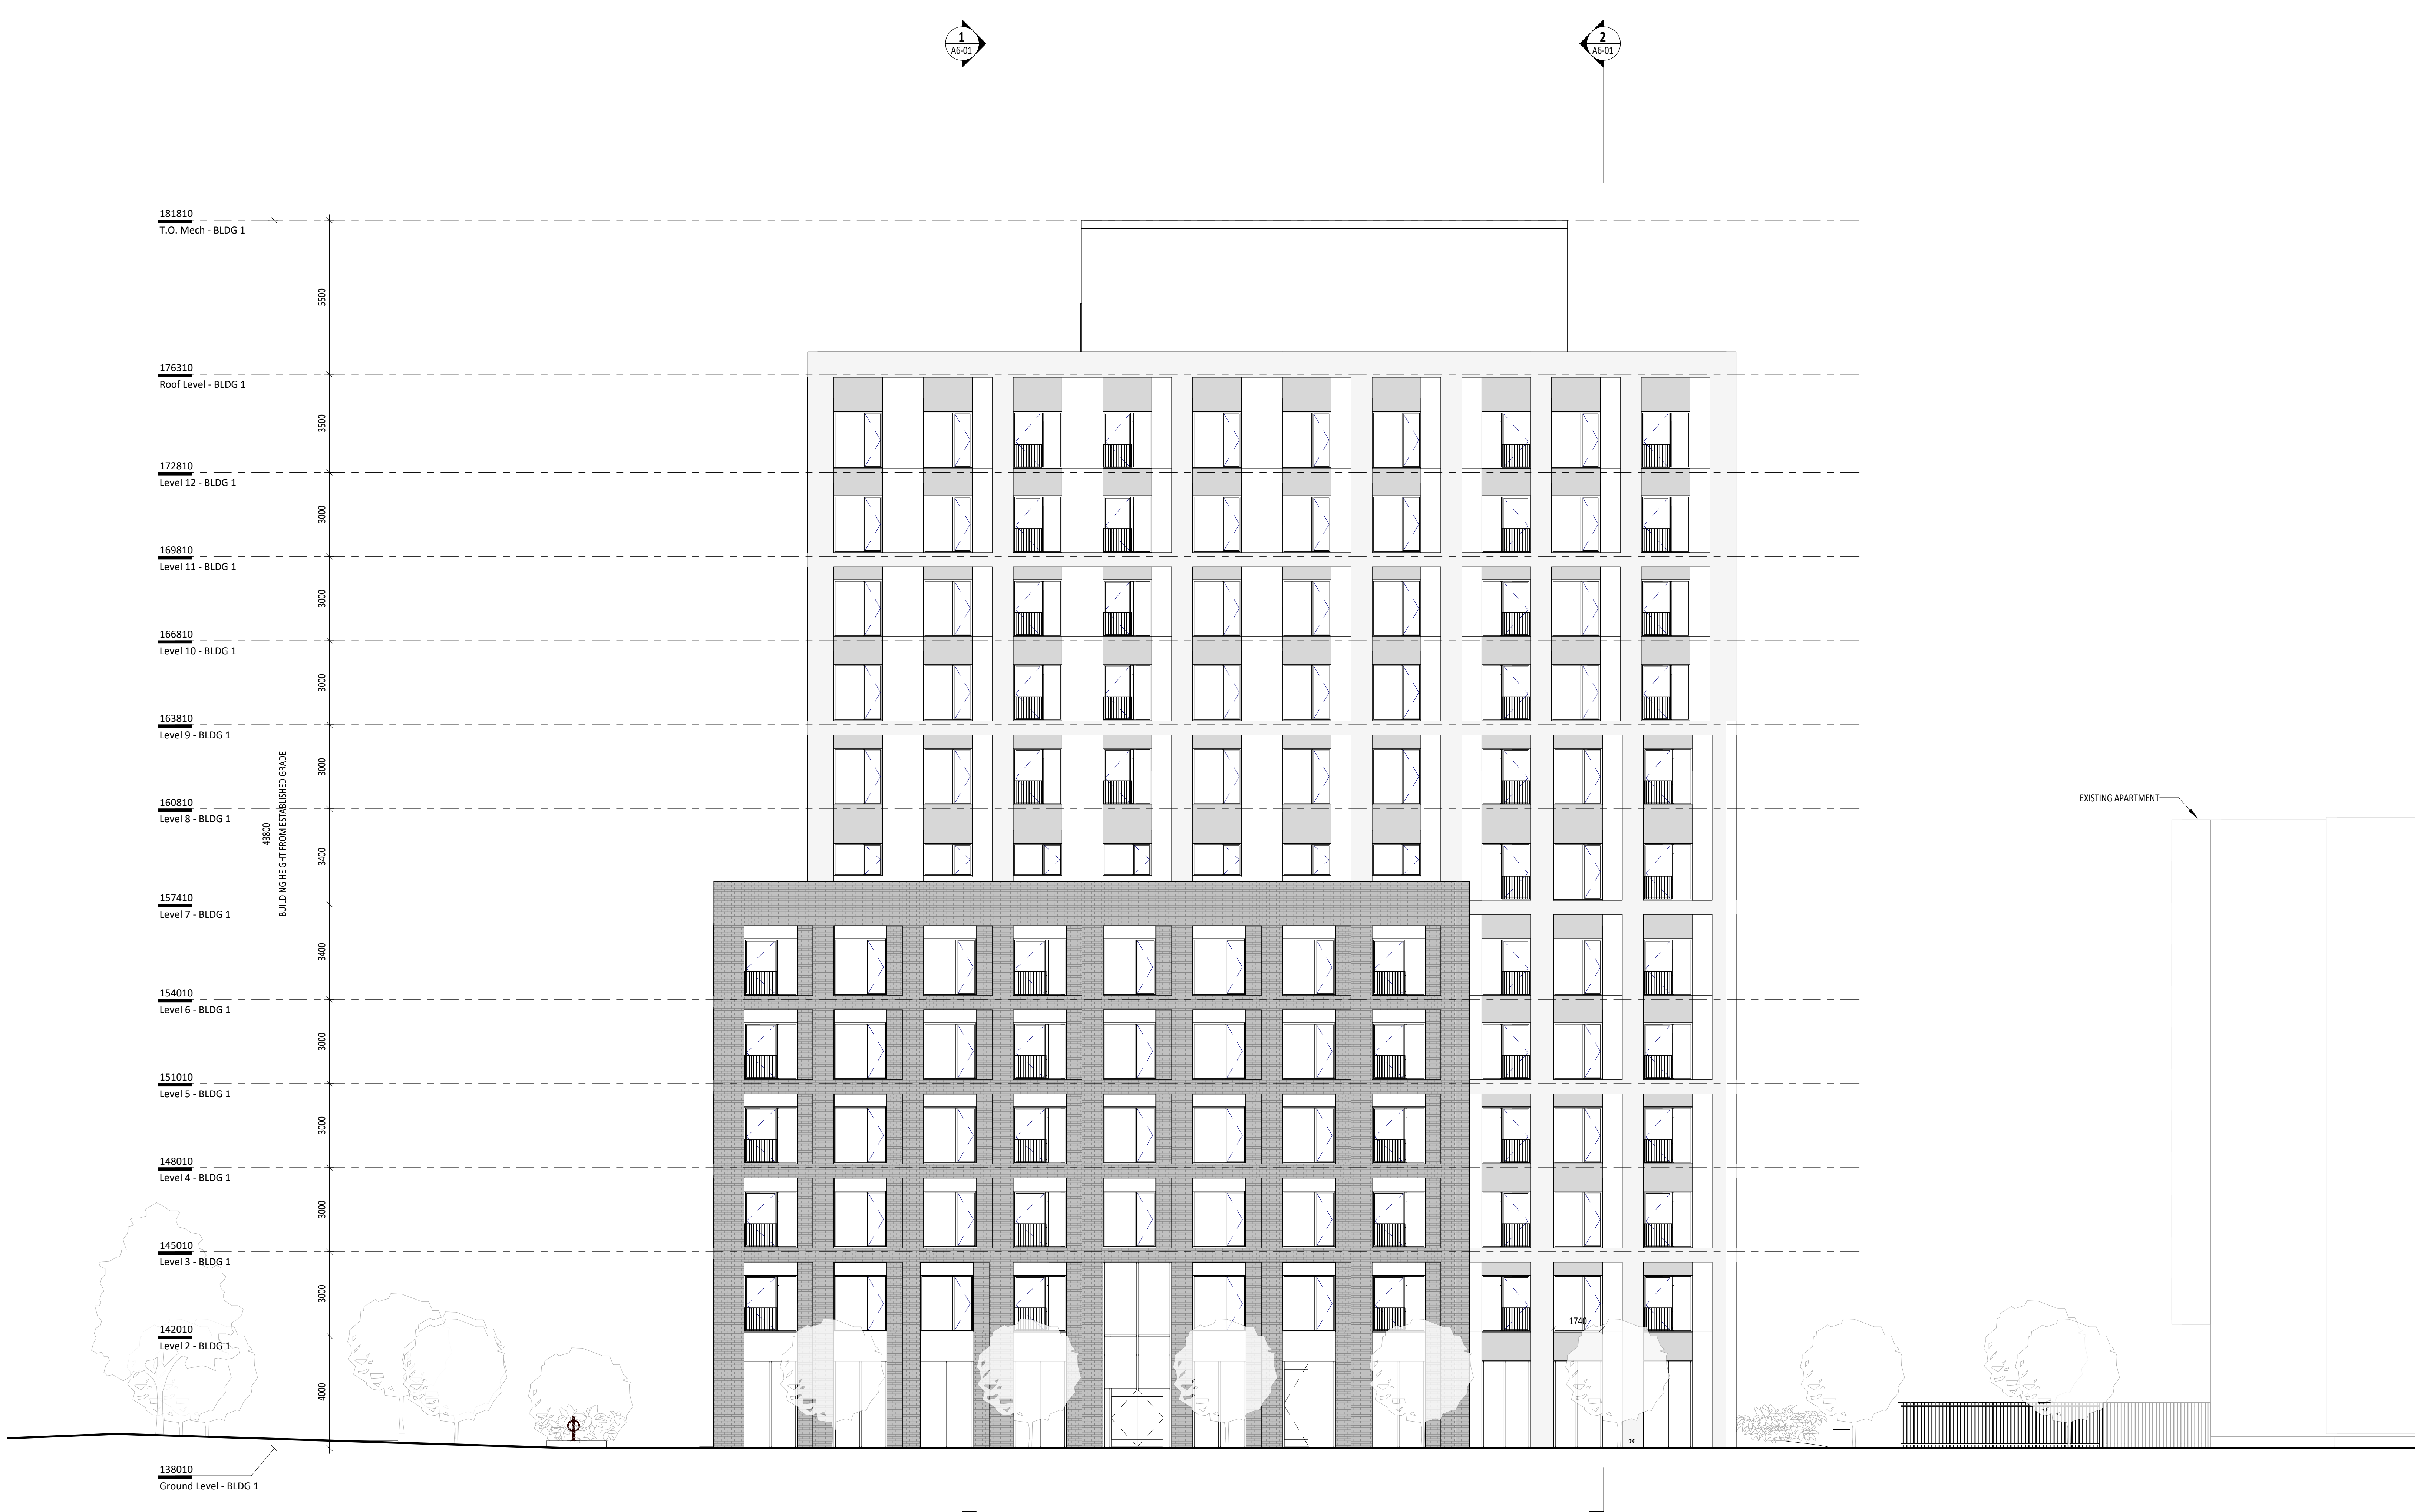 1
A6-01
2
A6-01
181810
T.O. Mech - BLDG 1
5500
176310
Roof Level - BLDG 1
3500
172810
Level 12 - BLDG 1
3000
169810
Level 11 - BLDG 1
3000
166810
Level 10 - BLDG 1
3000
163810
Level 9 - BLDG 1
3000
160810
Level 8 - BLDG 1
EXISTING APARTMENT
43800
BUILDING HEIGHT FROM ESTABLISHED GRADE
3400
157410
Level 7 - BLDG 1
3400
154010
Level 6 - BLDG 1
3000
151010
Level 5 - BLDG 1
3000
148010
Level 4 - BLDG 1
3000
145010
Level 3 - BLDG 1
3000
1740
142010
Level 2 - BLDG 1
4000
138010
Ground Level - BLDG 1